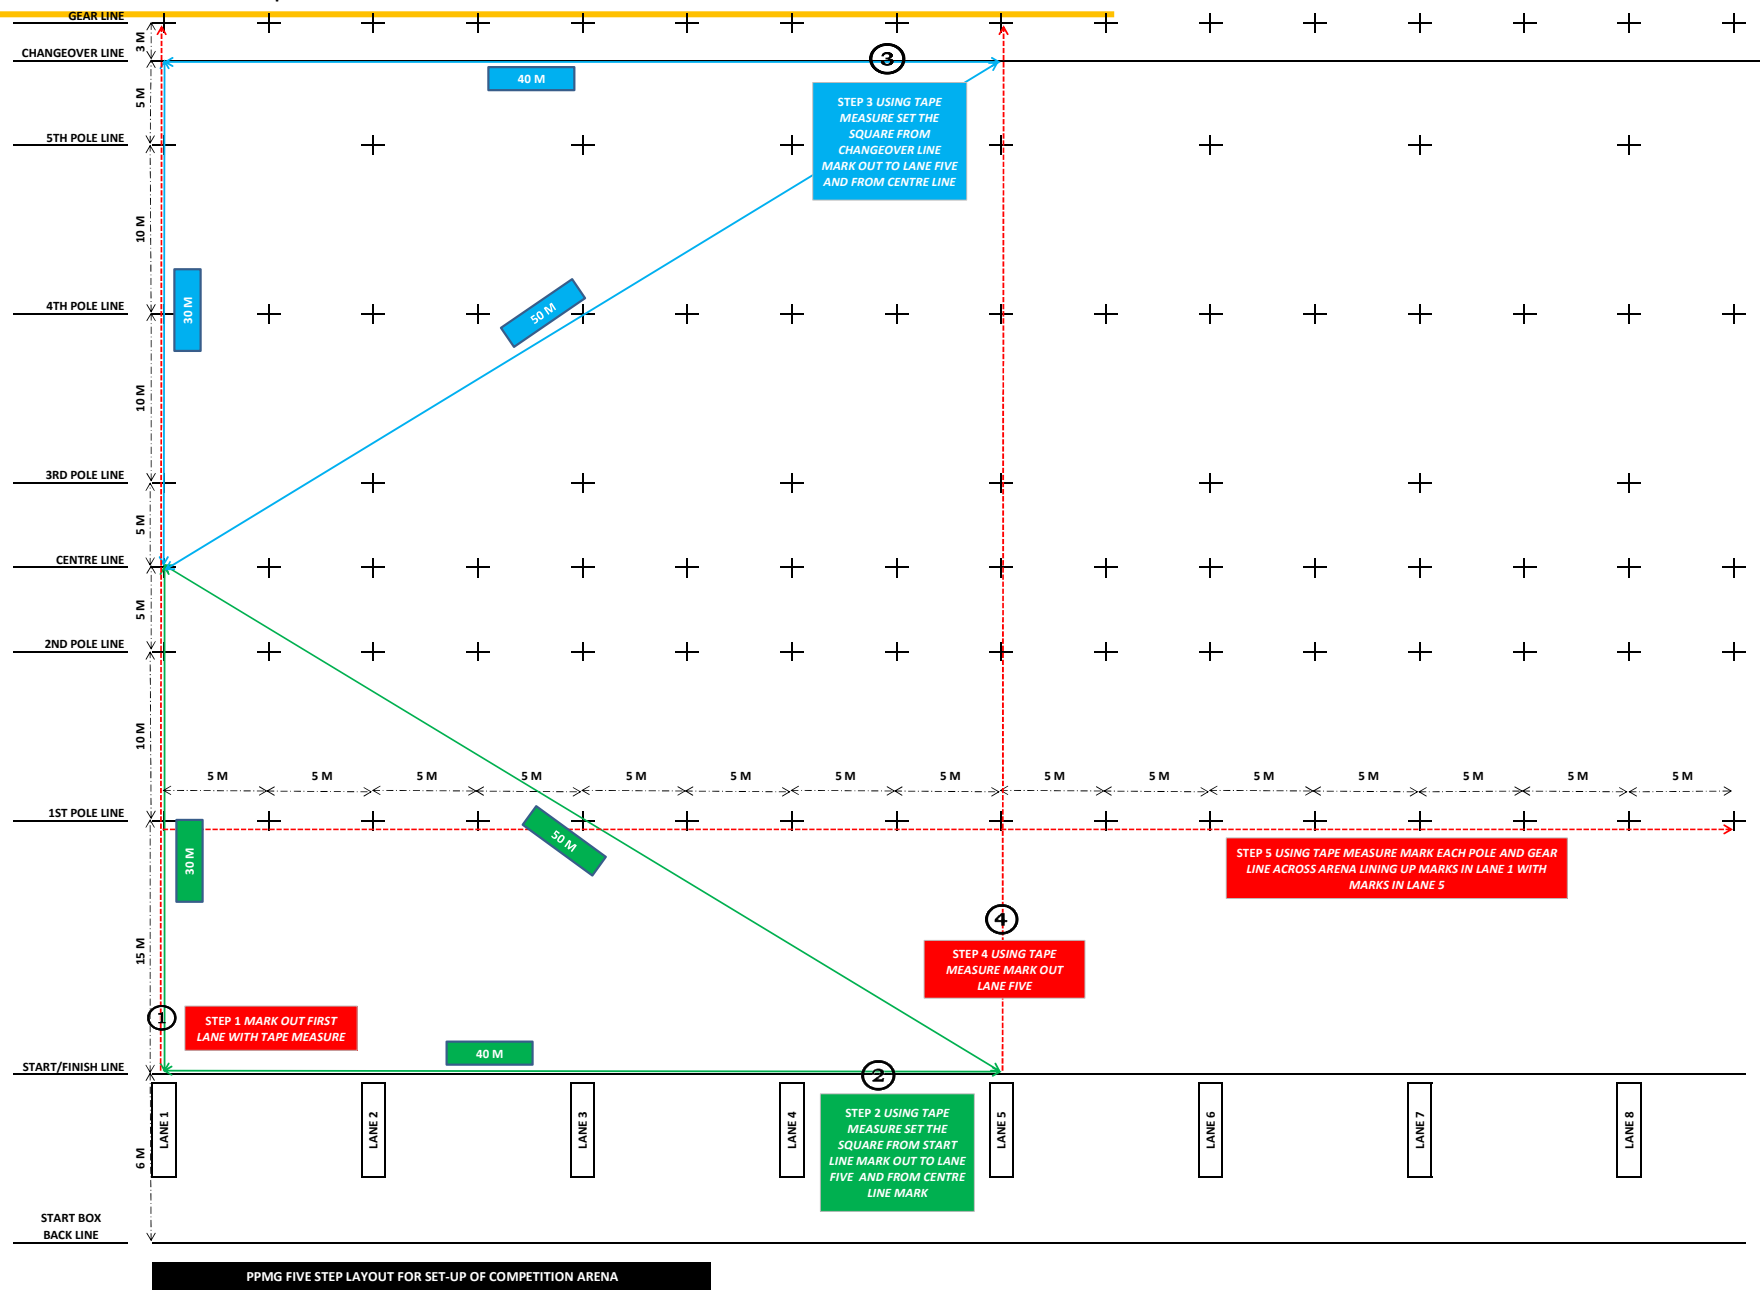 GEAR LINE
3 M
CHANGEOVER LINE
3
40 M
5 M
STEP 3 USING TAPE
MEASURE SET THE
SQUARE FROM
CHANGEOVER LINE
MARK OUT TO LANE FIVE
AND FROM CENTRE LINE
5TH POLE LINE
10 M
4TH POLE LINE
30 M
50 M
10 M
3RD POLE LINE
5 M
CENTRE LINE
5 M
2ND POLE LINE
10 M
5 M 5 M 5 M 5 M 5 M 5 M 5 M 5 M 5 M 5 M 5 M 5 M 5 M 5 M 5 M
1ST POLE LINE
30 M
50 M
STEP 5 USING TAPE MEASURE MARK EACH POLE AND GEAR
LINE ACROSS ARENA LINING UP MARKS IN LANE 1 WITH
MARKS IN LANE 5
4
15 M
STEP 4 USING TAPE
MEASURE MARK OUT
LANE FIVE
1
STEP 1 MARK OUT FIRST
LANE WITH TAPE MEASURE
40 M
START/FINISH LINE
2
LANE 1
LANE 2
LANE 3
LANE 4
LANE 5
LANE 6
LANE 7
LANE 8
6 M
STEP 2 USING TAPE
MEASURE SET THE
SQUARE FROM START
LINE MARK OUT TO LANE
FIVE AND FROM CENTRE
LINE MARK
START BOX
BACK LINE
PPMG FIVE STEP LAYOUT FOR SET-UP OF COMPETITION ARENA